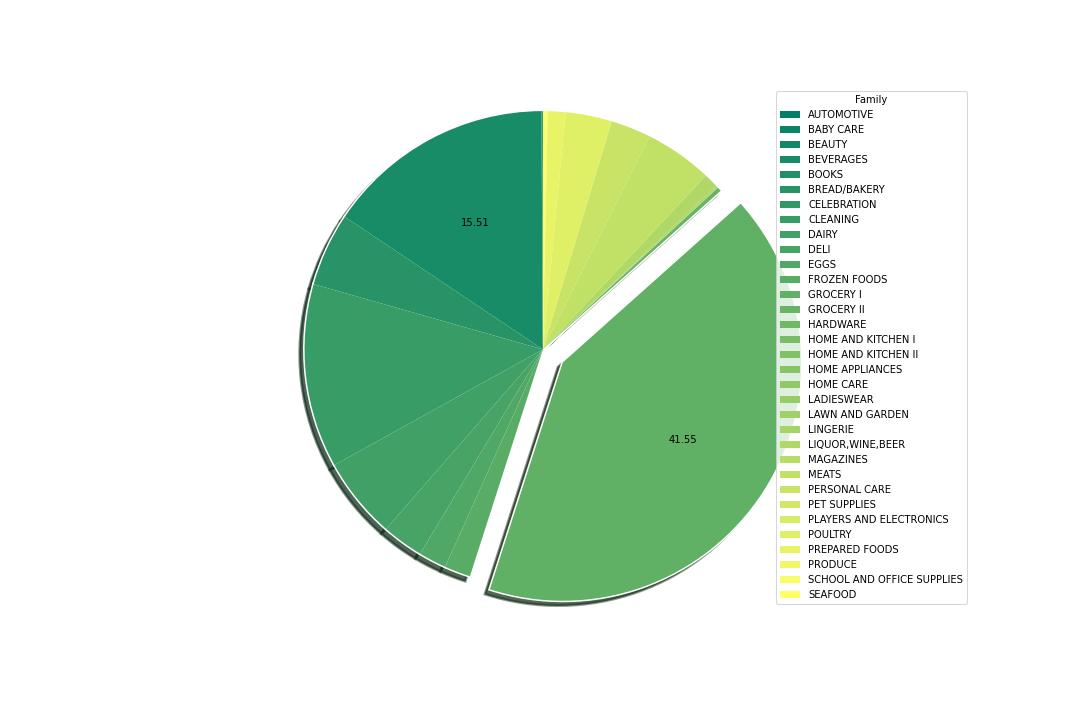 Family
AUTOMOTIVE
BABY CARE
BEAUTY
BEVERAGES
BOOKS
BREAD/BAKERY
CELEBRATION
CLEANING
DAIRY
DELI
EGGS
FROZEN FOODS
GROCERY I
GROCERY II
HARDWARE
HOME AND KITCHEN I
HOME AND KITCHEN II
HOME APPLIANCES
HOME CARE
LADIESWEAR
LAWN AND GARDEN
LINGERIE
LIQUOR,WINE,BEER
MAGAZINES
MEATS
PERSONAL CARE
PET SUPPLIES
PLAYERS AND ELECTRONICS
POULTRY
PREPARED FOODS
PRODUCE
SCHOOL AND OFFICE SUPPLIES
SEAFOOD
15.51
41.55